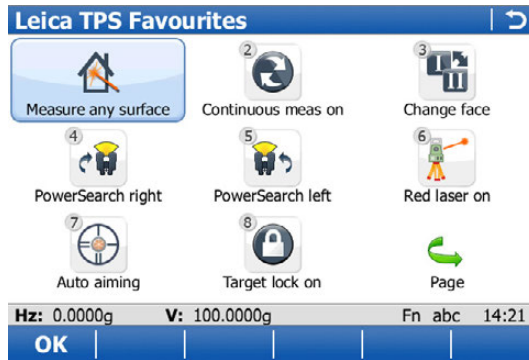 Leica TPS Favourites
2
3
Measure any surface
Continuous meas on
Change face
4
5
6
PowerSearch right
PowerSearch left
Red laser on
7
8
Auto aiming
Target lock on
Page
Hz: 0.0000g V: 100.0000g Fn abc 14:21
OK